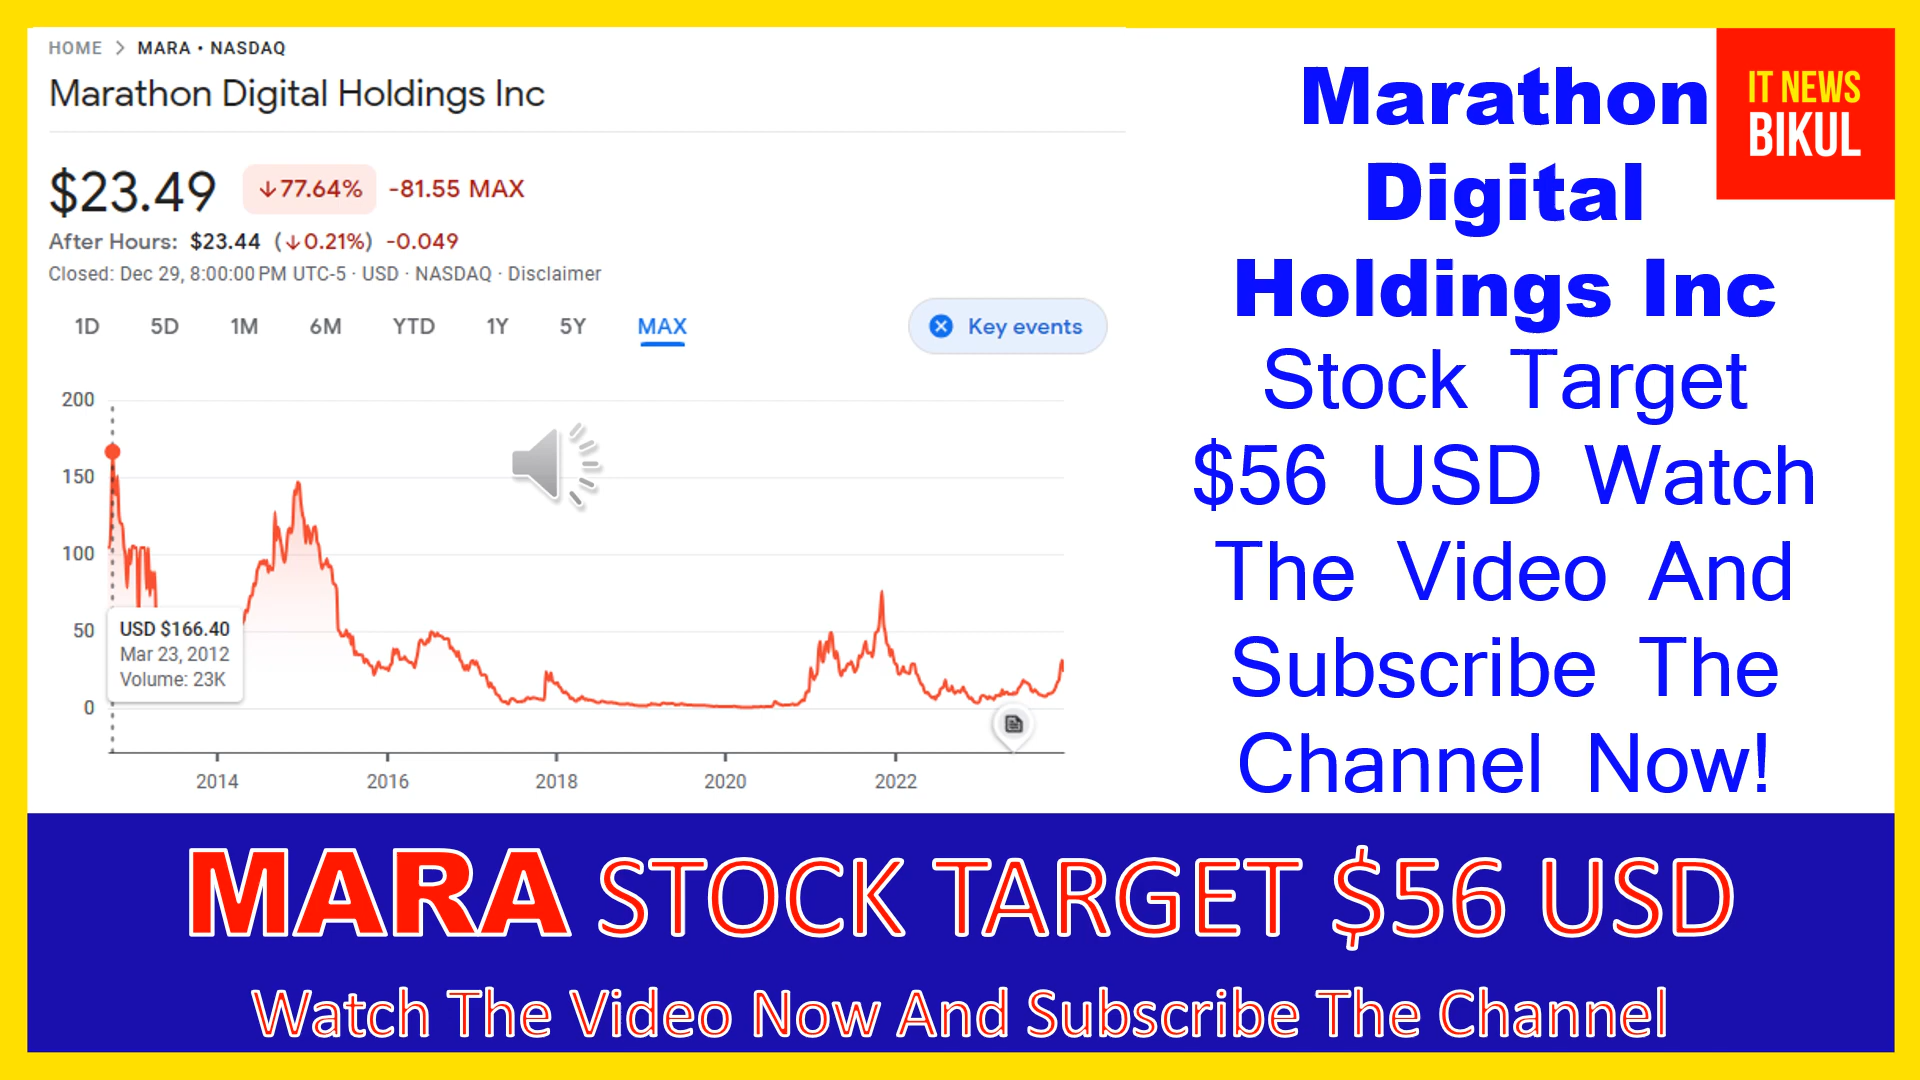 HOME > MARA • NASDAQ
Marathon Digital Holdings Inc
$23.49 ↓77.64% -81.55 MAX
After Hours: $23.44 (↓0.21%) -0.049
Closed: Dec 29, 8:00:00 PM UTC-5 · USD · NASDAQ · Disclaimer
1D 5D 1M 6M YTD 1Y 5Y MAX
Key events
200
150
100
50
0
USD $166.40
Mar 23, 2012
Volume: 23K
2014 2016 2018 2020 2022
Marathon
Digital
Holdings Inc
Stock Target
$56 USD Watch
The Video And
Subscribe The
Channel Now!
IT NEWS
BIKUL
MARA STOCK TARGET $56 USD
Watch The Video Now And Subscribe The Channel